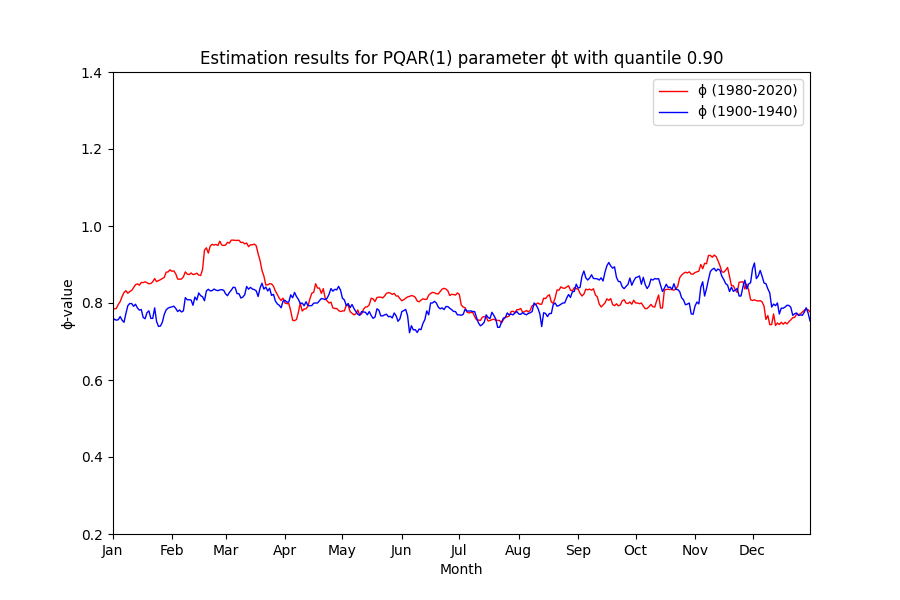 Estimation results for PQAR(1) parameter ϕt with quantile 0.90
ϕ (1980-2020)
ϕ (1900-1940)
1.4
1.2
1.0
0.8
0.6
0.4
0.2
ϕ-value
Jan Feb Mar Apr May Jun Jul Aug Sep Oct Nov Dec
Month